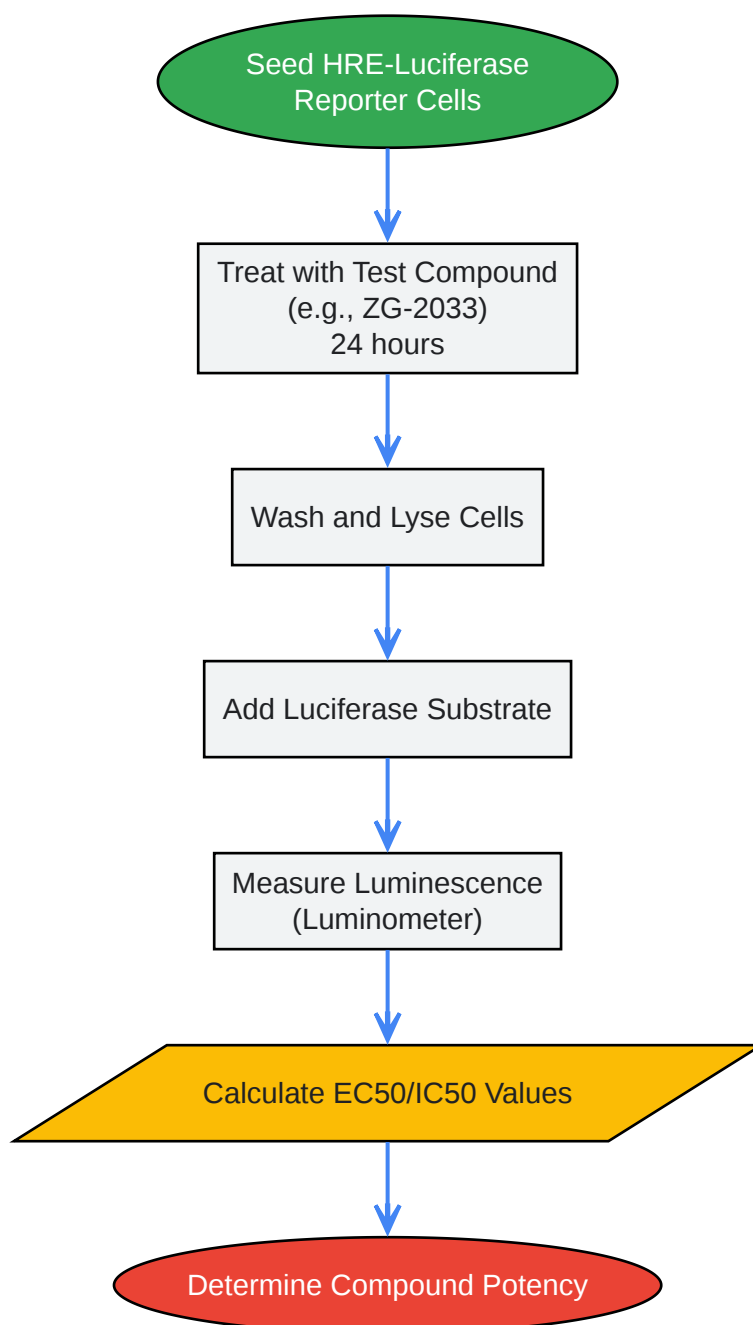 Seed HRE-Luciferase
Reporter Cells
Treat with Test Compound
(e.g., ZG-2033)
24 hours
Wash and Lyse Cells
Add Luciferase Substrate
Measure Luminescence
(Luminometer)
Calculate EC50/IC50 Values
Determine Compound Potency